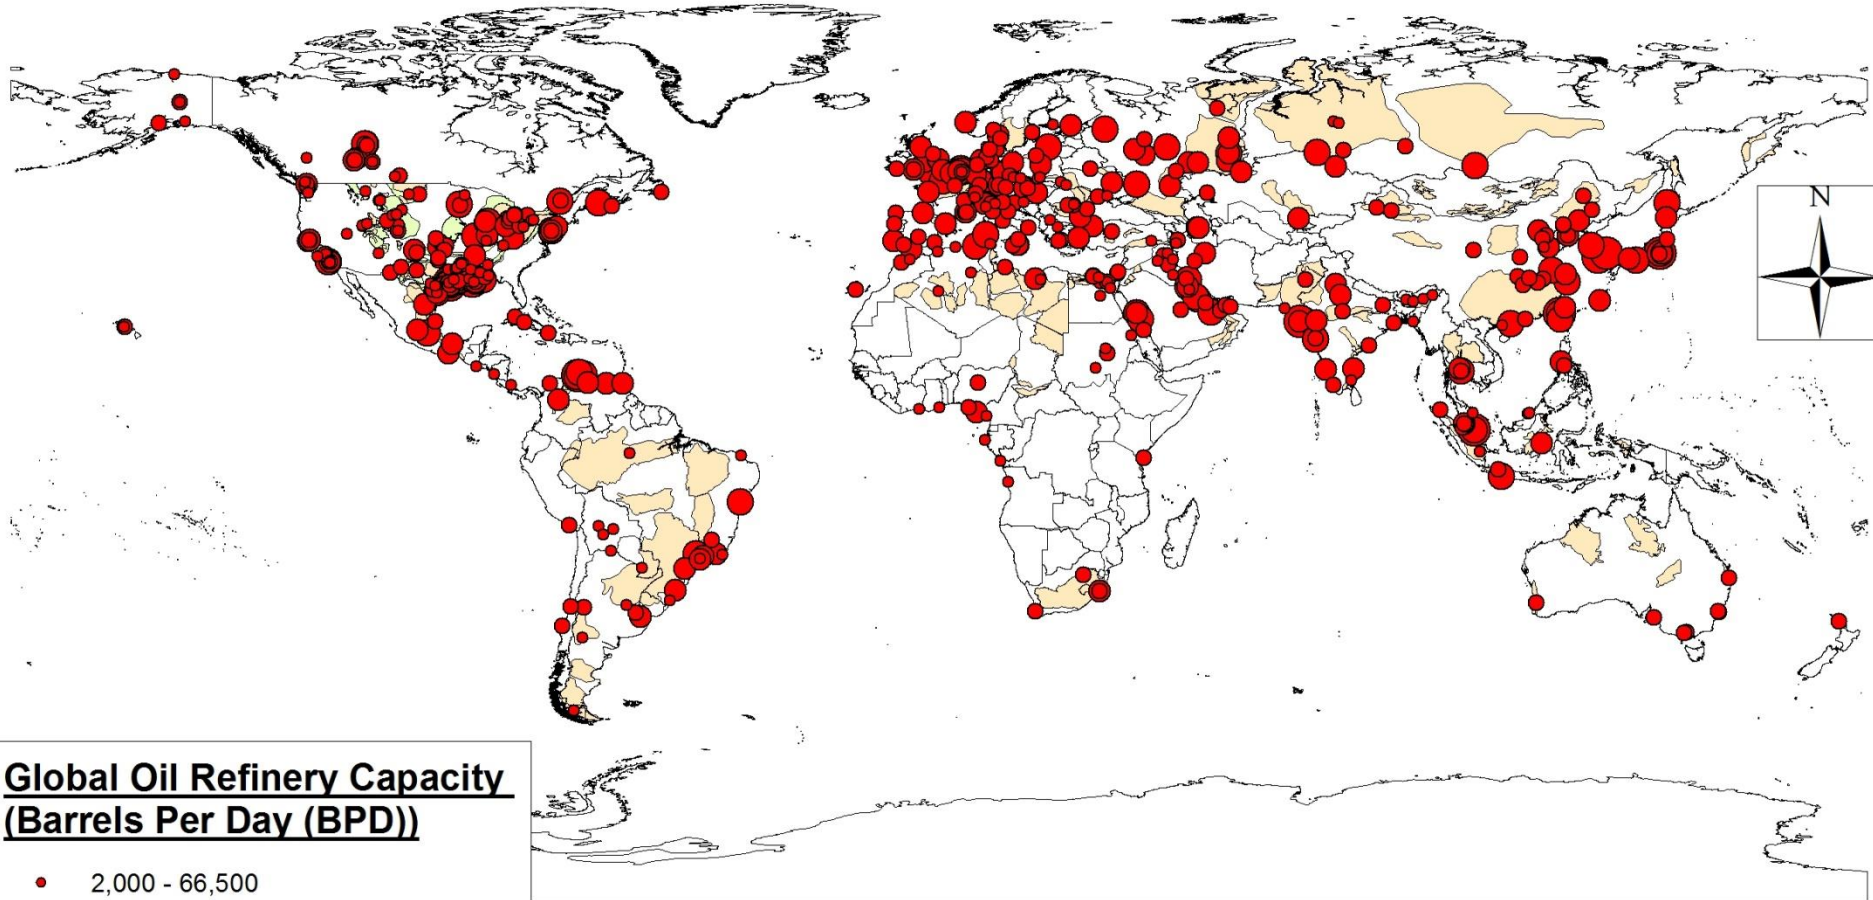 N
Global Oil Refinery Capacity
(Barrels Per Day (BPD))
2,000 - 66,500